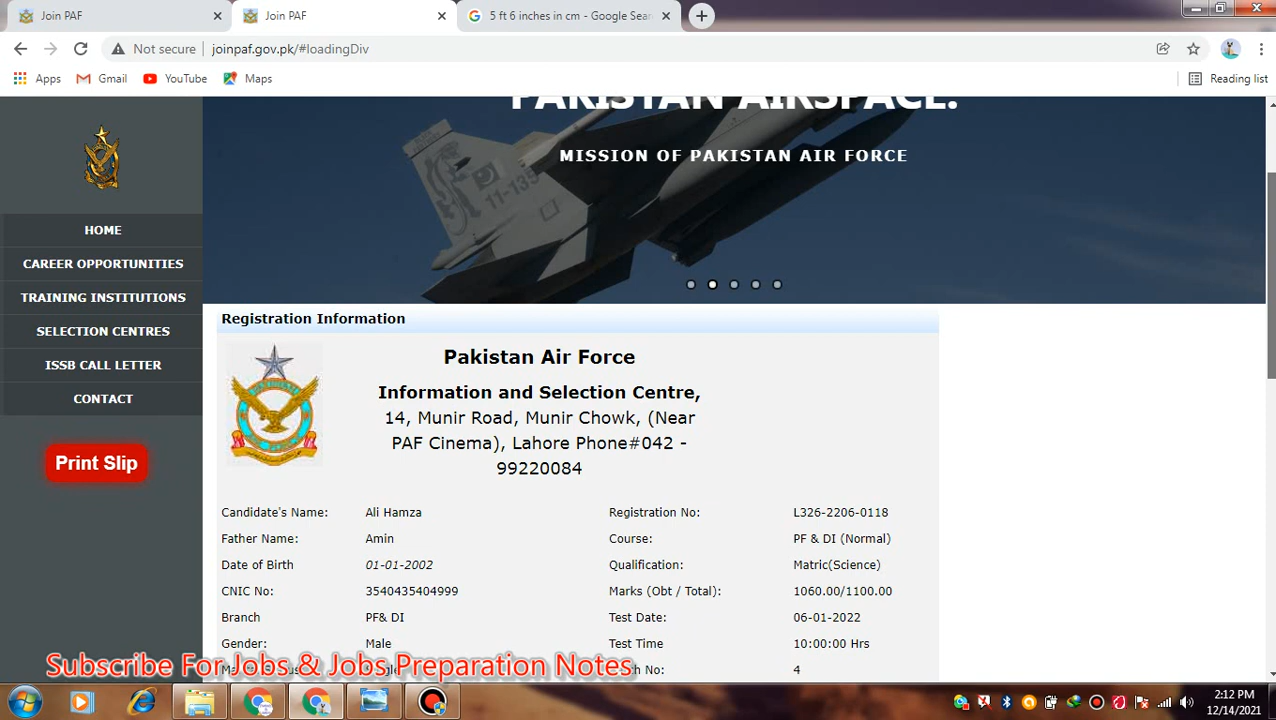 Join PAF
Join PAF
5 ft 6 inches in cm - Google Sear
Not secure
joinpaf.gov.pk/#loadingDiv
Apps
Gmail
YouTube
Maps
Reading list
PAKISTAN AIRSPACE.
MISSION OF PAKISTAN AIR FORCE
11-135
HOME
CAREER OPPORTUNITIES
TRAINING INSTITUTIONS
SELECTION CENTRES
ISSB CALL LETTER
CONTACT
Print Slip
Registration Information
Pakistan Air Force
Information and Selection Centre,
14, Munir Road, Munir Chowk, (Near
PAF Cinema), Lahore Phone#042 -
99220084
Candidate's Name: Ali Hamza Registration No: L326-2206-0118
Father Name: Amin Course: PF & DI (Normal)
Date of Birth 01-01-2002 Qualification: Matric(Science)
CNIC No: 3540435404999 Marks (Obt / Total): 1060.00/1100.00
Branch PF& DI Test Date: 06-01-2022
Gender: Male Test Time 10:00:00 Hrs
No: 4
Subscribe For Jobs & Jobs Preparation Notes
2:12 PM
12/14/2021